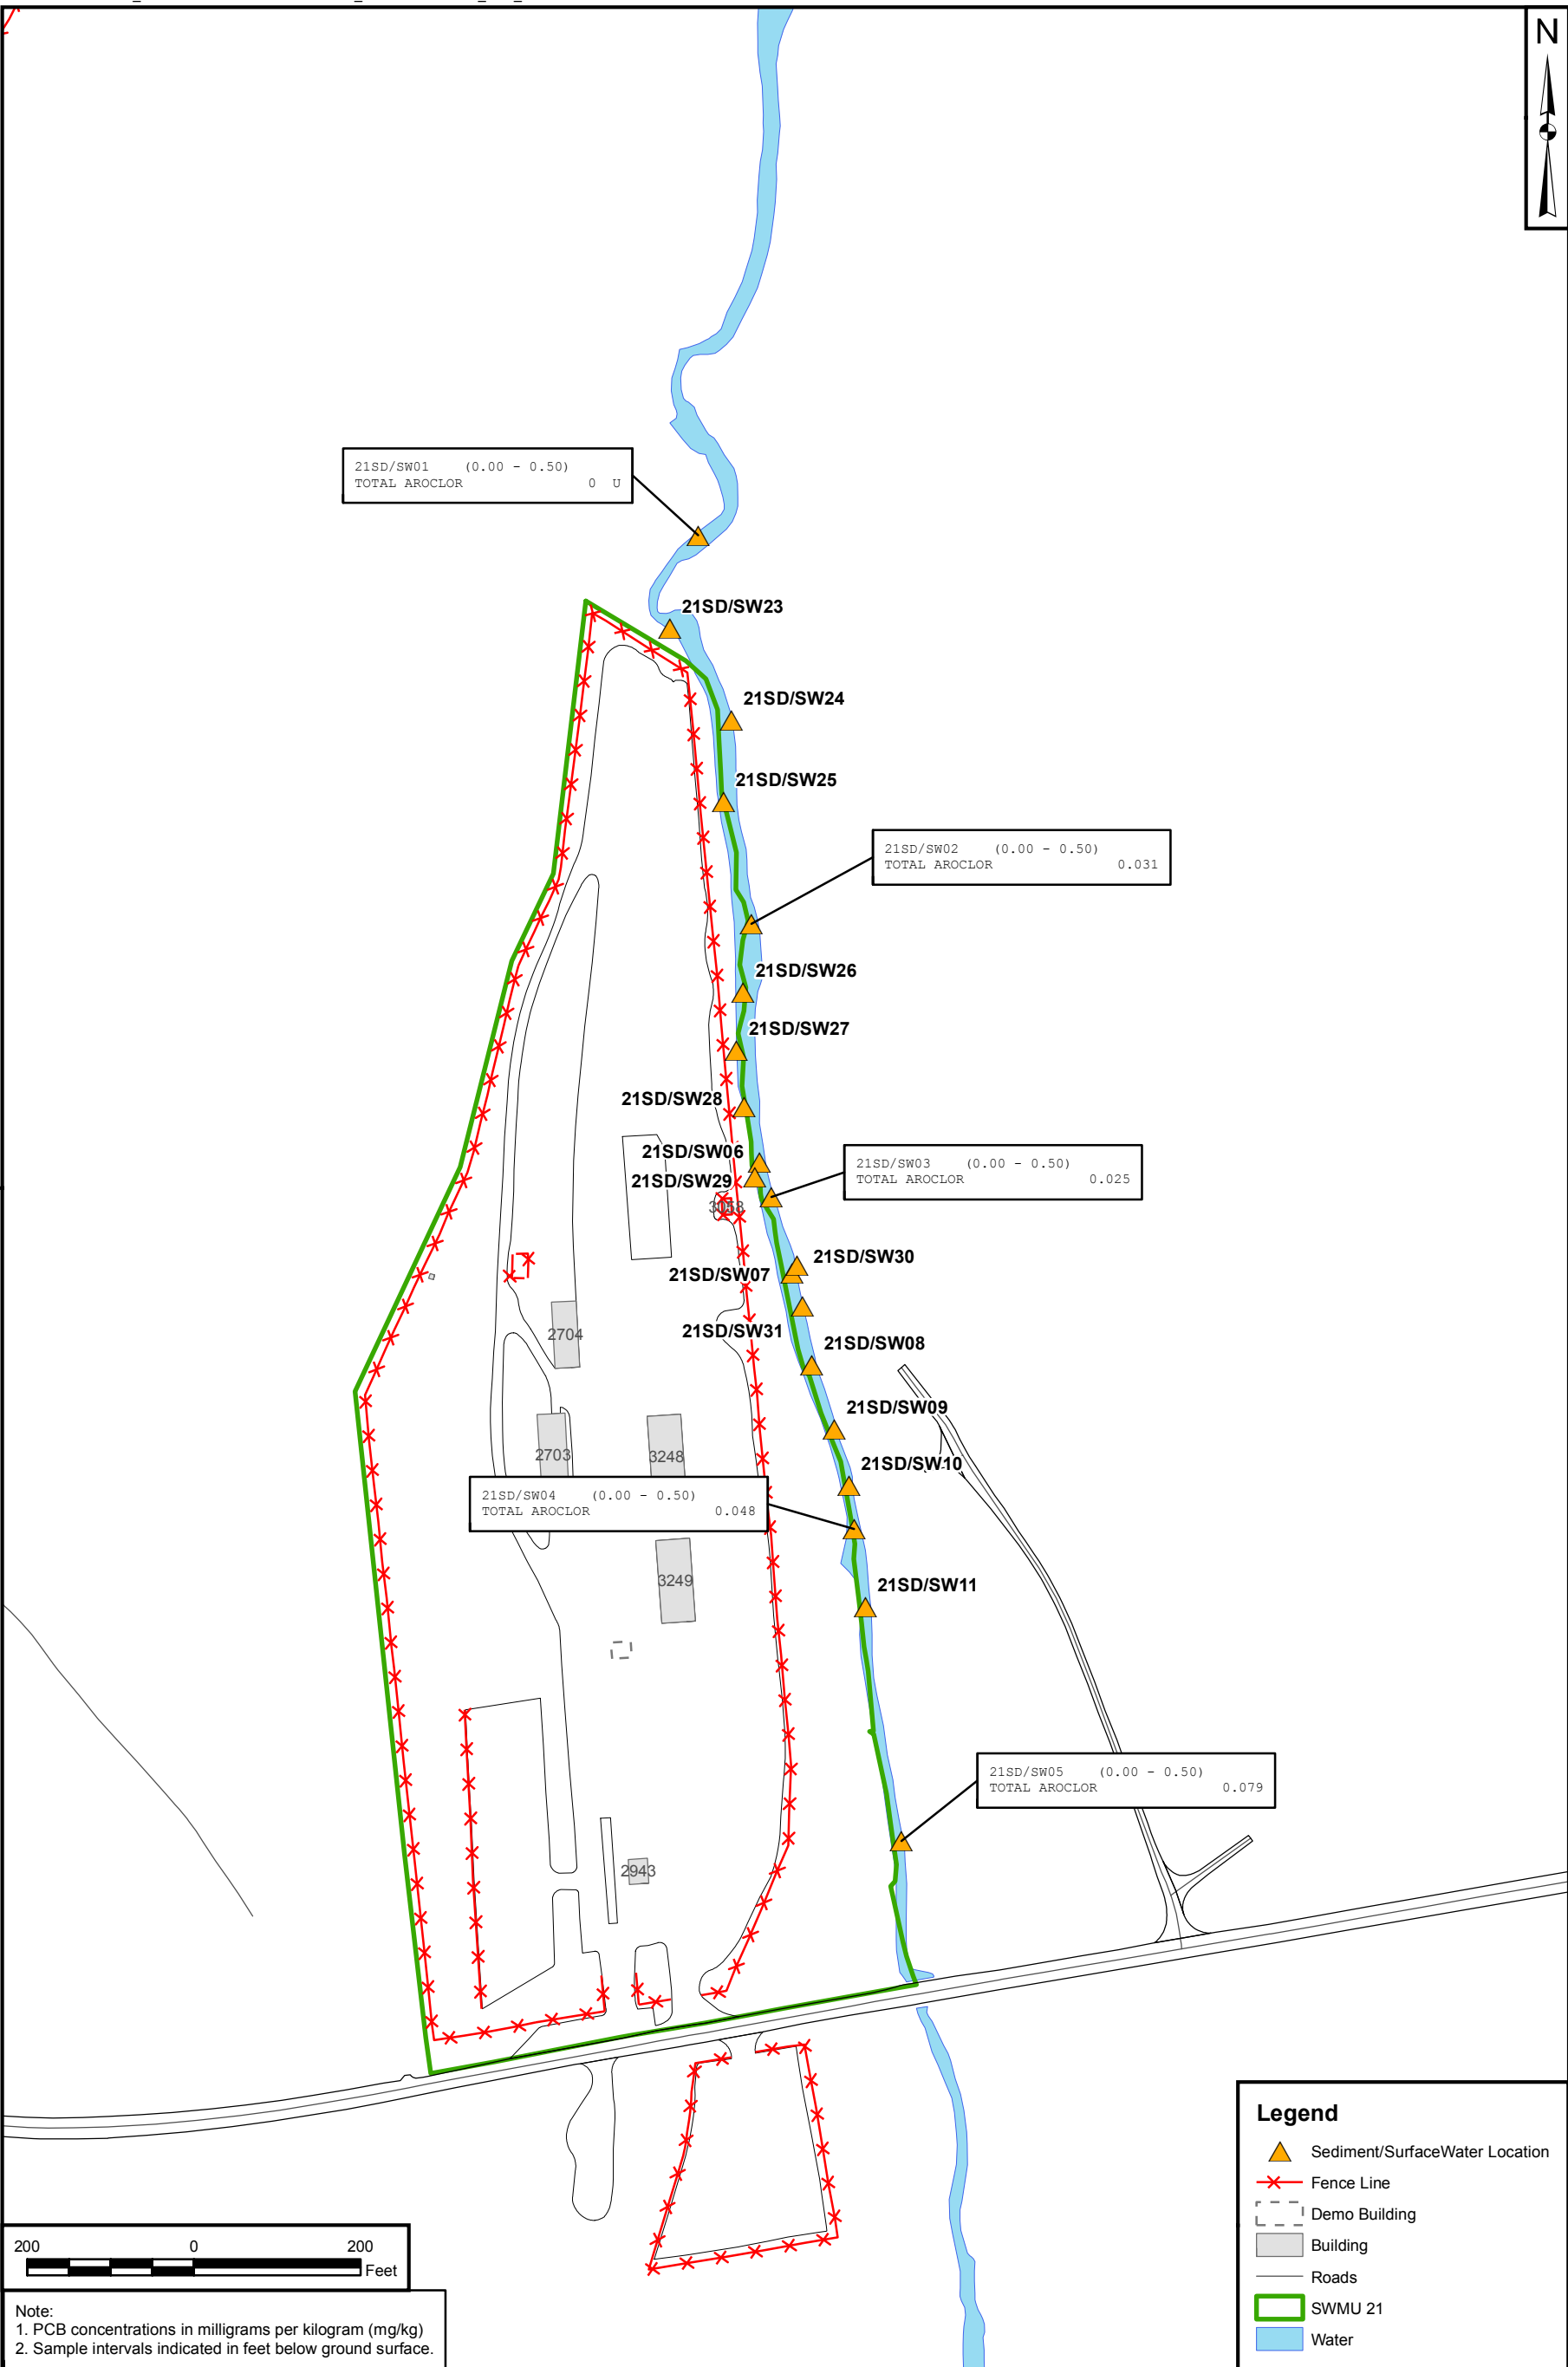 N
21SD/SW01 (0.00 - 0.50)
TOTAL AROCLOR 0 U
21SD/SW23
21SD/SW24
21SD/SW25
21SD/SW02 (0.00 - 0.50)
TOTAL AROCLOR 0.031
21SD/SW26
21SD/SW27
21SD/SW28
21SD/SW06
21SD/SW29
21SD/SW03 (0.00 - 0.50)
TOTAL AROCLOR 0.025
3058
21SD/SW30
21SD/SW07
21SD/SW31
2704
21SD/SW08
21SD/SW09
2703
3248
21SD/SW10
21SD/SW04 (0.00 - 0.50)
TOTAL AROCLOR 0.048
3249
21SD/SW11
21SD/SW05 (0.00 - 0.50)
TOTAL AROCLOR 0.079
2943
Legend
Sediment/SurfaceWater Location
Fence Line
Demo Building
Building
Roads
SWMU 21
Water
200 0 200
Feet
Note:
1. PCB concentrations in milligrams per kilogram (mg/kg)
2. Sample intervals indicated in feet below ground surface.